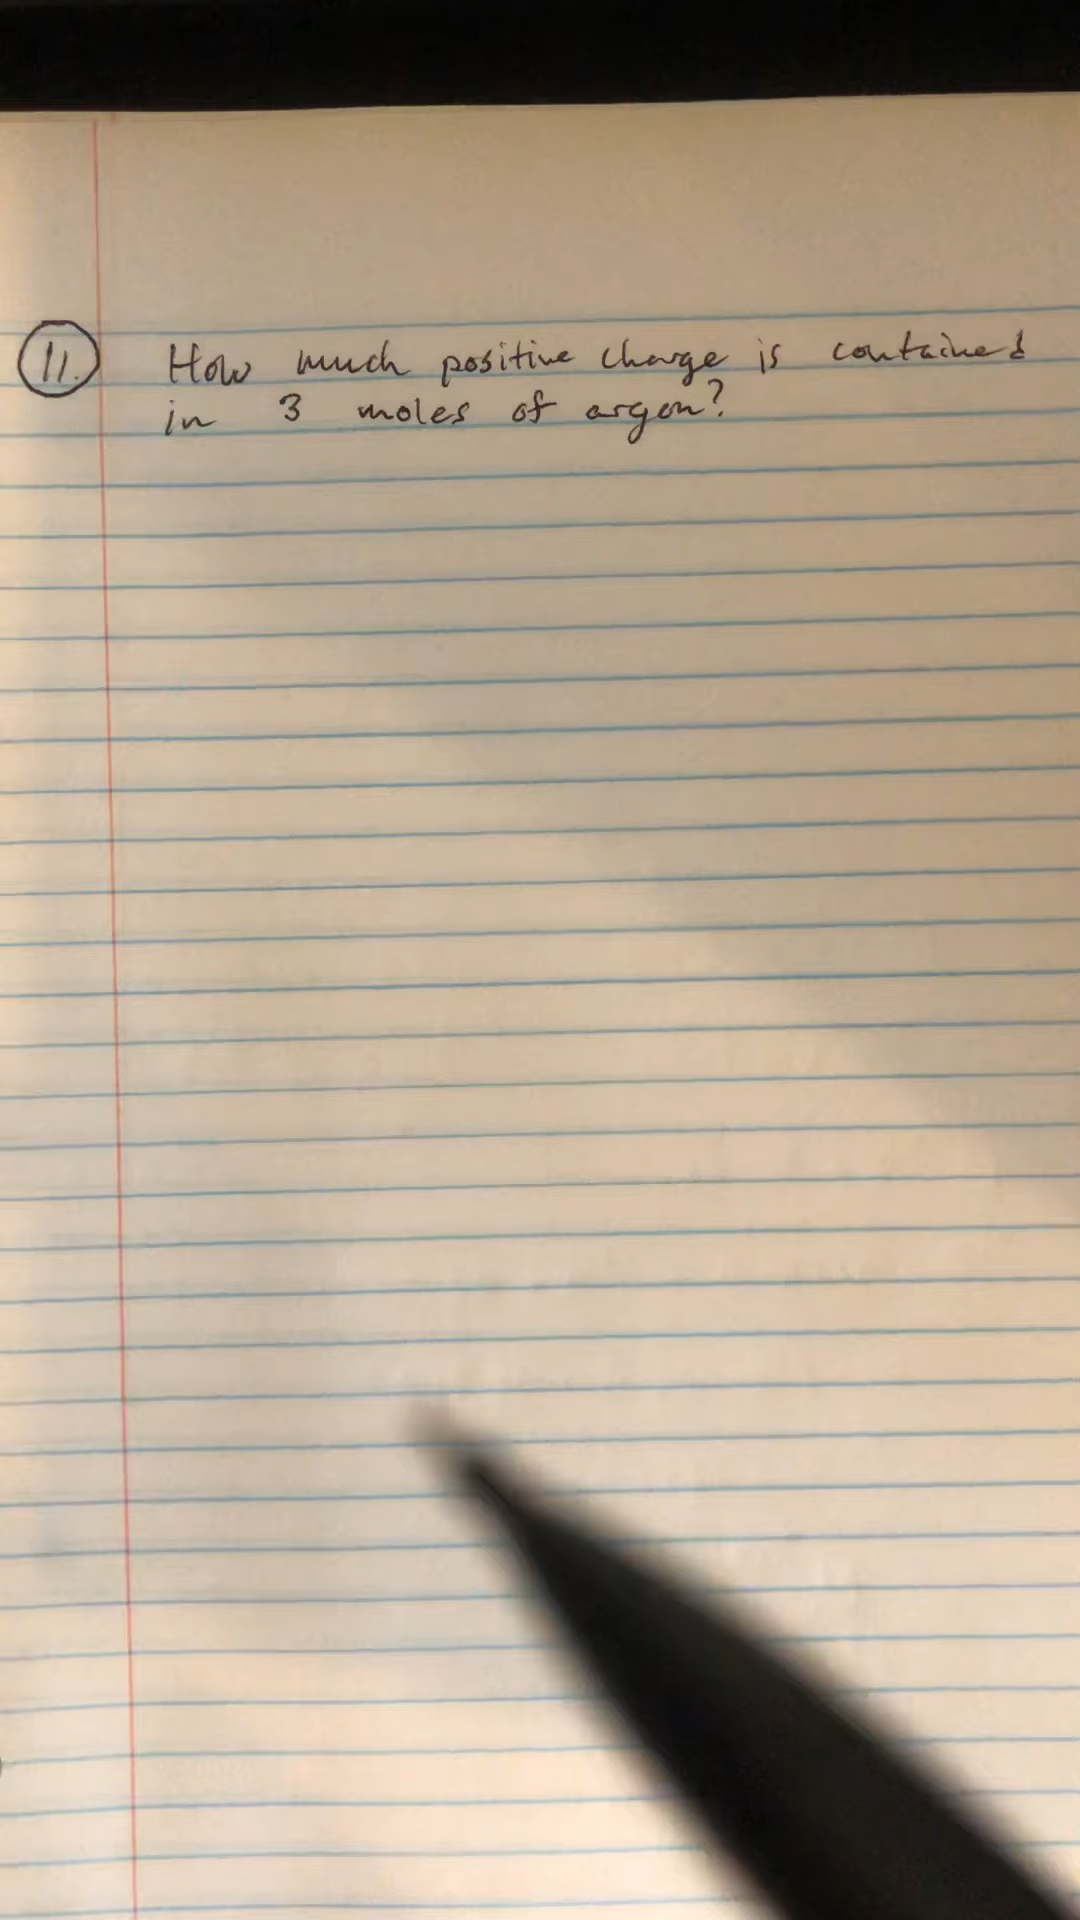 11. How much positive charge is contained
in 3 moles of argon?